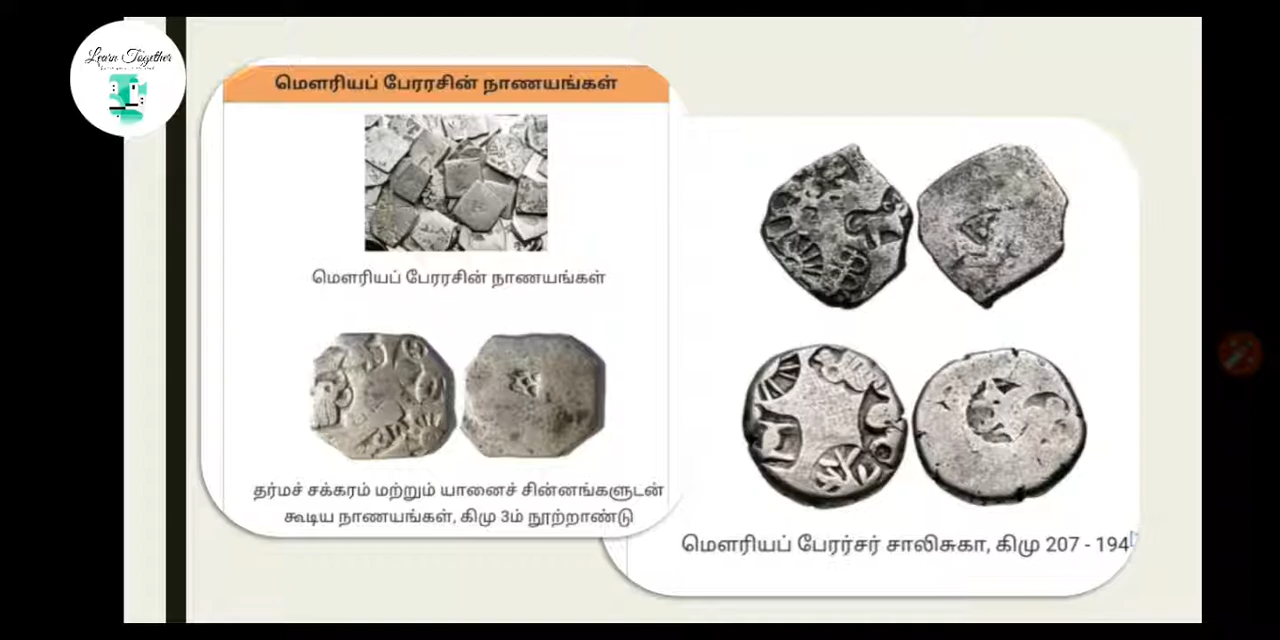 Learn Together
மௌரியப் பேரரசின் நாணயங்கள்
மௌரியப் பேரரசின் நாணயங்கள்
தர்மச் சக்கரம் மற்றும் யானைச் சின்னங்களுடன்
கூடிய நாணயங்கள், கிமு 3ம் நூற்றாண்டு
மௌரியப் பேரர்சர் சாலிசுகா, கிமு 207 - 194